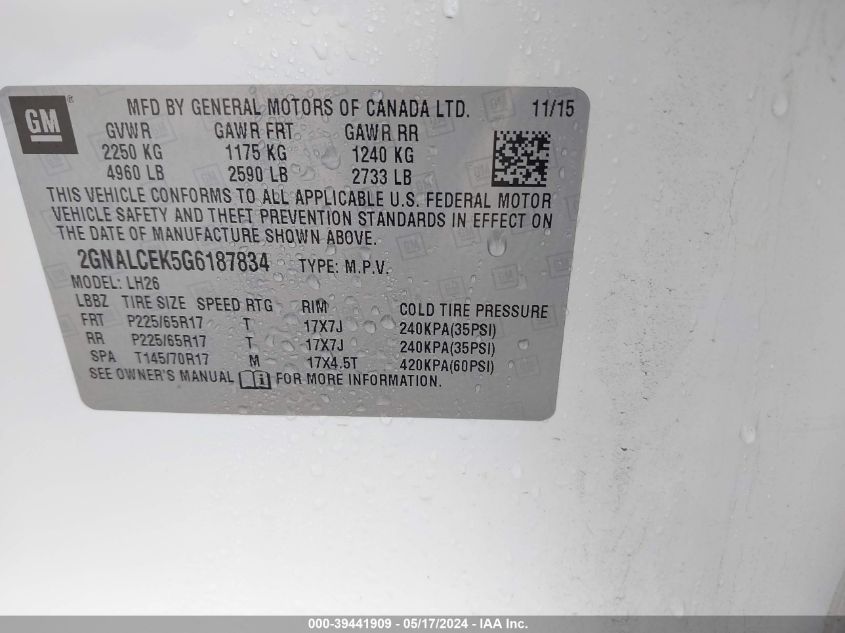 GM
®
MFD BY GENERAL MOTORS OF CANADA LTD. 11/15
GVWR GAWR FRT GAWR RR
2250 KG 1175 KG 1240 KG
4960 LB 2590 LB 2733 LB
THIS VEHICLE CONFORMS TO ALL APPLICABLE U.S. FEDERAL MOTOR
VEHICLE SAFETY AND THEFT PREVENTION STANDARDS IN EFFECT ON
THE DATE OF MANUFACTURE SHOWN ABOVE.
2GNALCEK5G6187834 TYPE: M.P.V.
MODEL: LH26
LBBZ TIRE SIZE SPEED RTG RIM COLD TIRE PRESSURE
FRT P225/65R17 T 17X7J 240KPA(35PSI)
RR P225/65R17 T 17X7J 240KPA(35PSI)
SPA T145/70R17 M 17X4.5T 420KPA(60PSI)
SEE OWNER'S MANUAL FOR MORE INFORMATION.
000-39441909 - 05/17/2024 - IAA Inc.